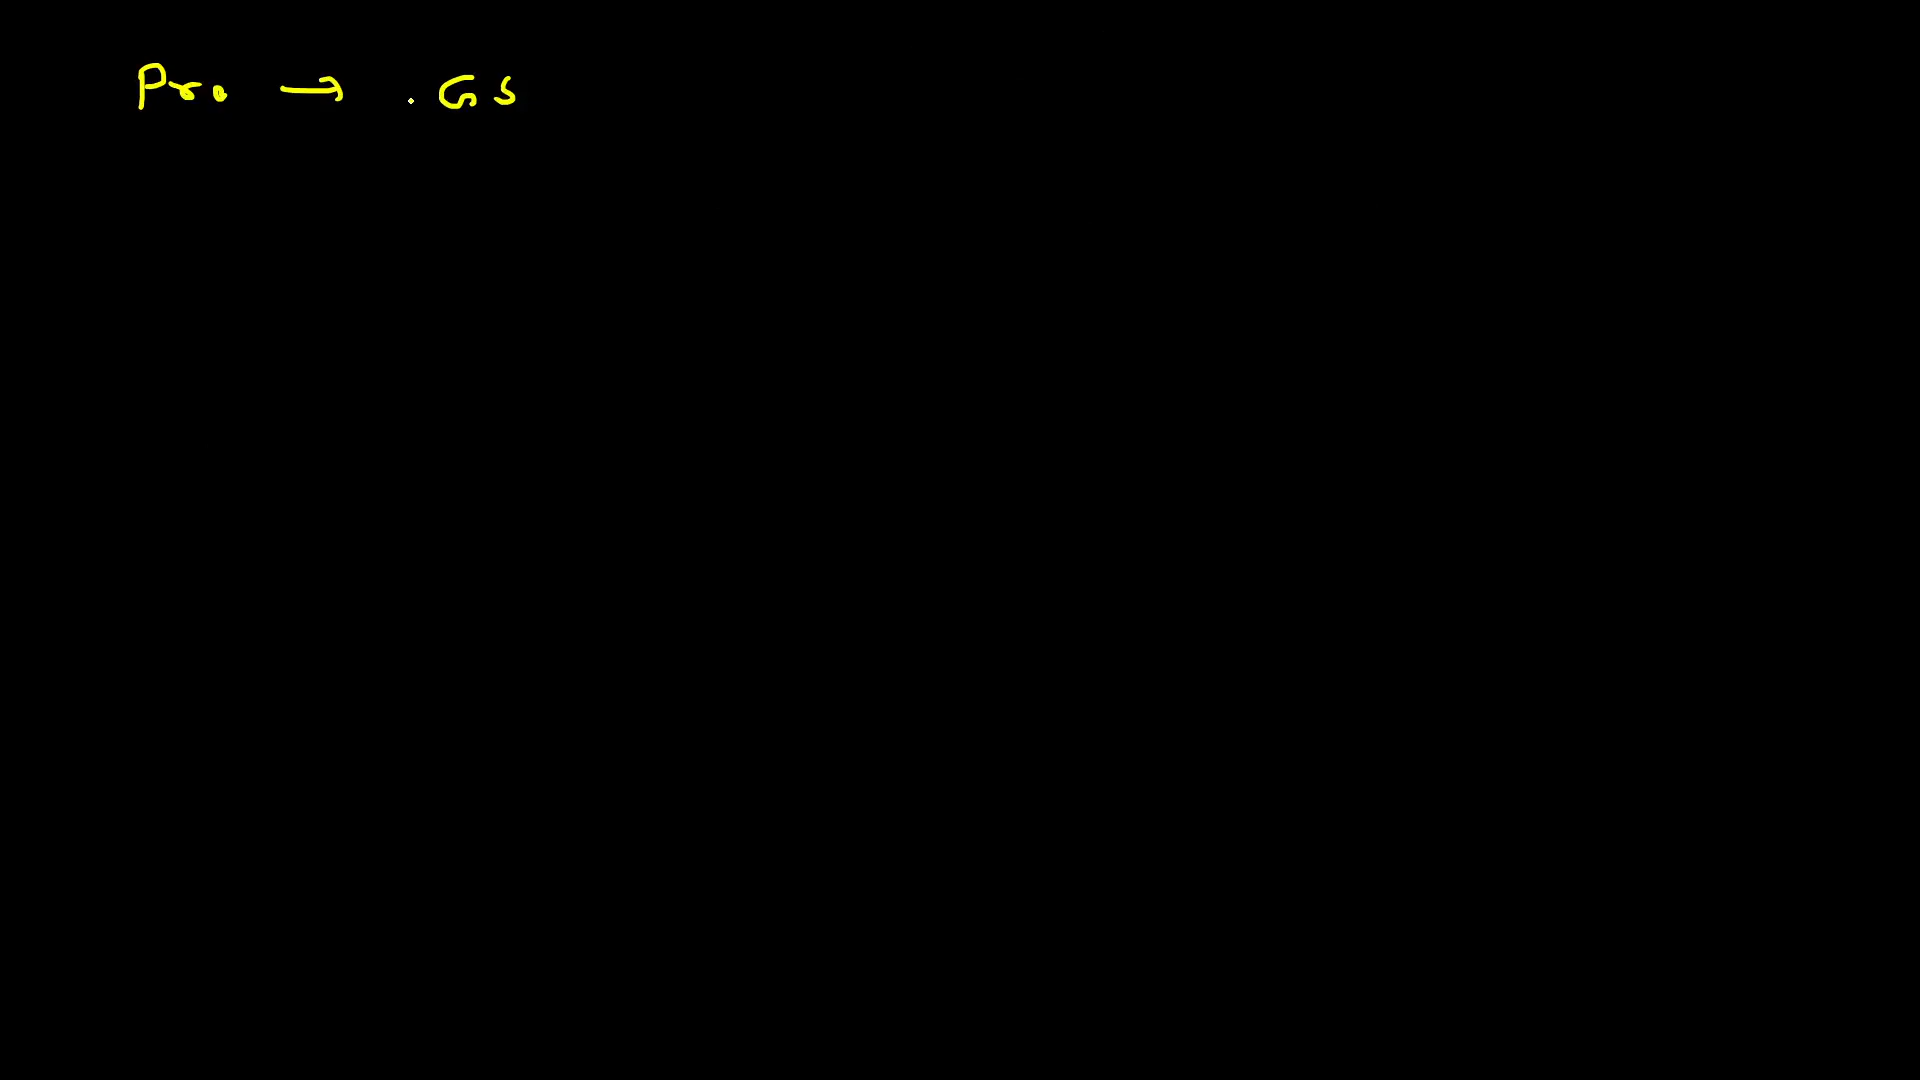 Pro → . GS